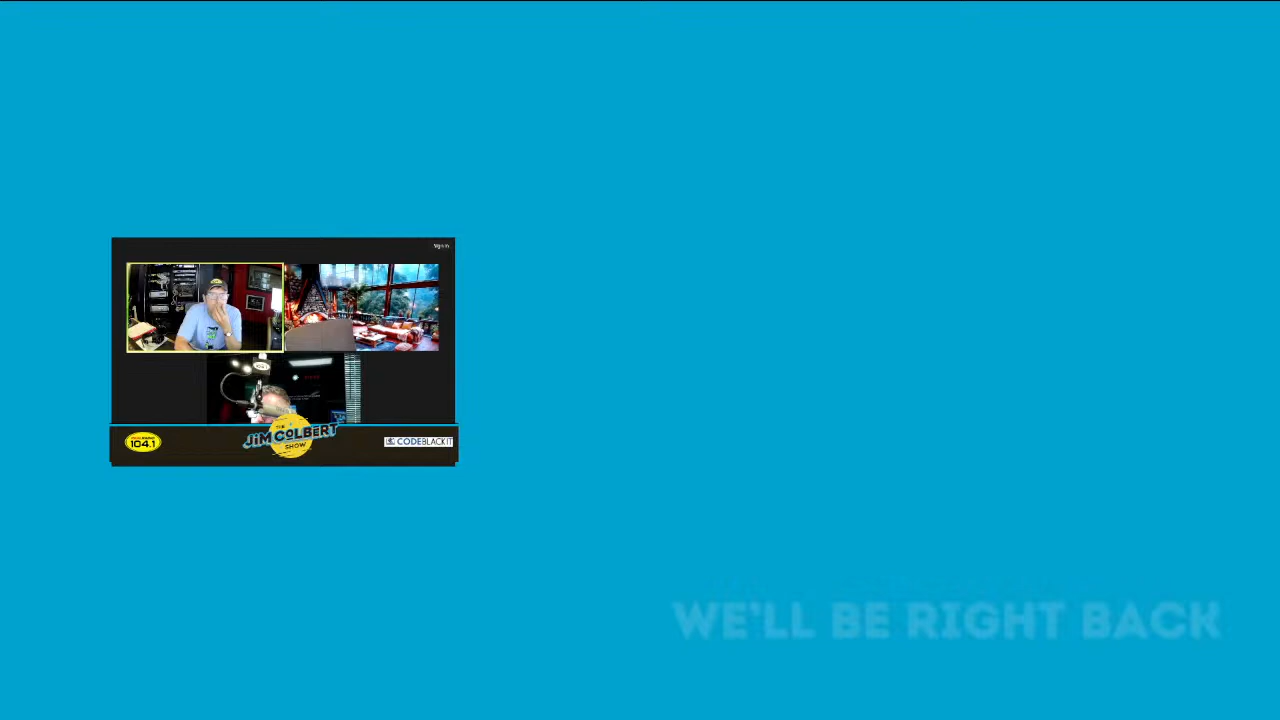 104.1
THE
JIM COLBERT
SHOW
CODEBLACKIT
WE'LL BE RIGHT BACK